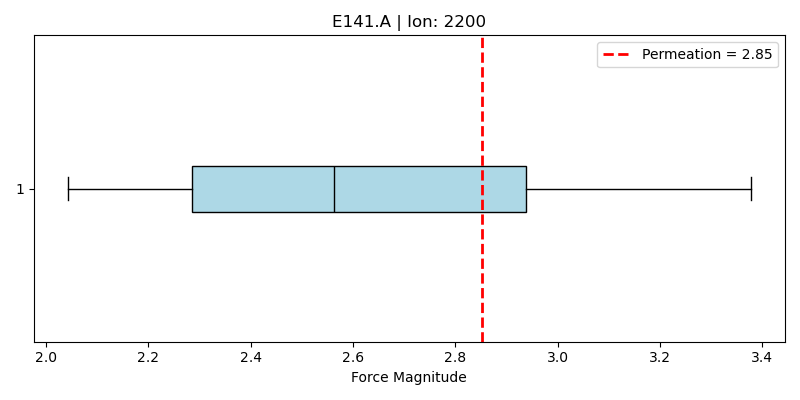 E141.A | Ion: 2200
Permeation = 2.85
1
2.0 2.2 2.4 2.6 2.8 3.0 3.2 3.4
Force Magnitude